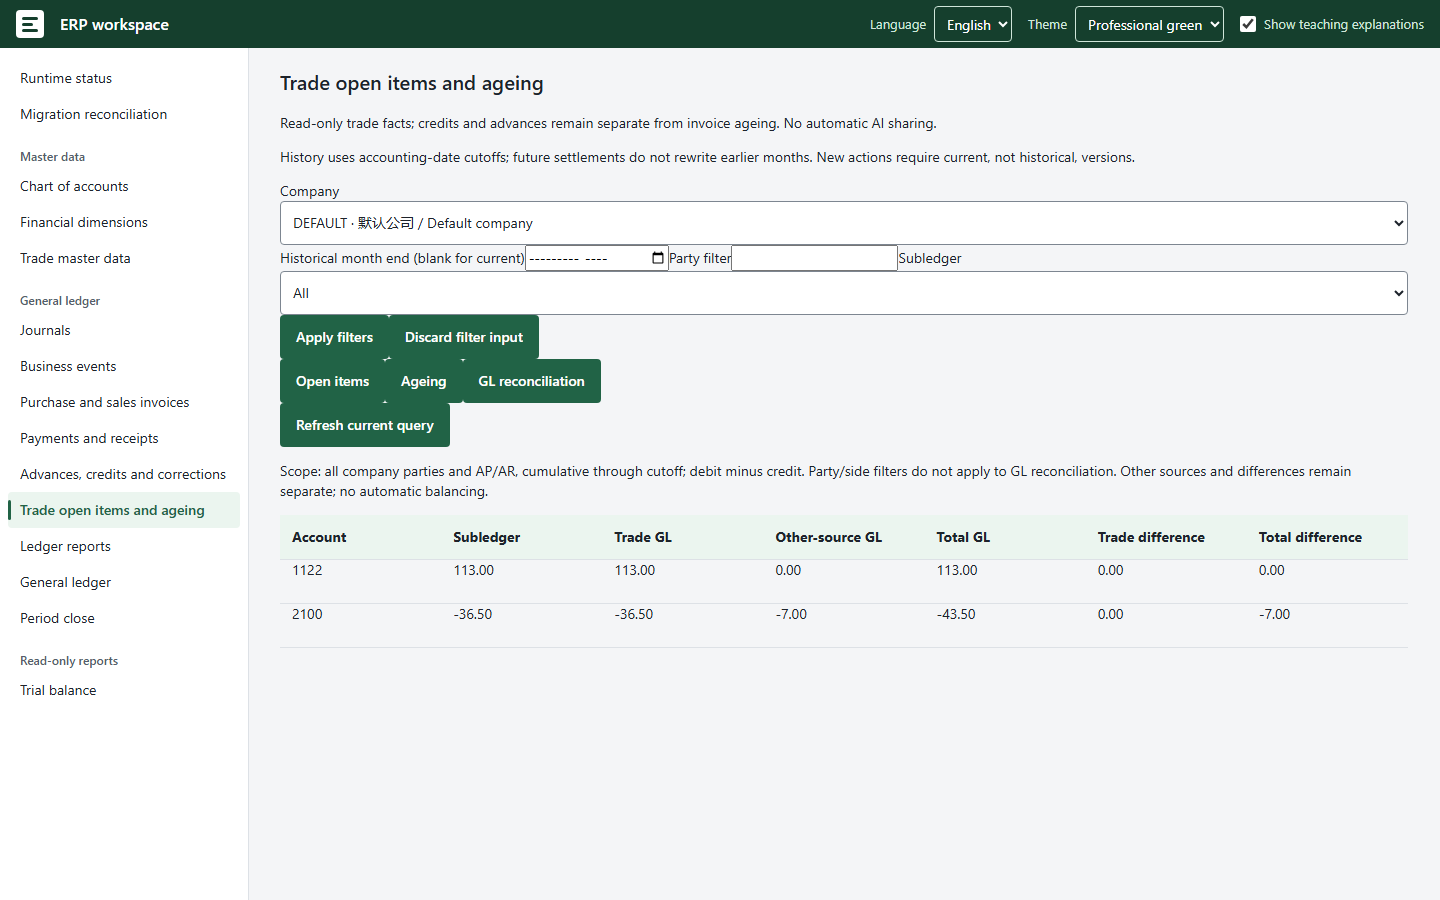 ERP workspace
Language English Theme Professional green Show teaching explanations
Runtime status
Migration reconciliation
Master data
Chart of accounts
Financial dimensions
Trade master data
General ledger
Journals
Business events
Purchase and sales invoices
Payments and receipts
Advances, credits and corrections
Trade open items and ageing
Ledger reports
General ledger
Period close
Read-only reports
Trial balance
Trade open items and ageing
Read-only trade facts; credits and advances remain separate from invoice ageing. No automatic AI sharing.
History uses accounting-date cutoffs; future settlements do not rewrite earlier months. New actions require current, not historical, versions.
Company
DEFAULT · 默认公司 / Default company
Historical month end (blank for current) --------- ---- Party filter Subledger
All
Apply filters Discard filter input
Open items Ageing GL reconciliation
Refresh current query
Scope: all company parties and AP/AR, cumulative through cutoff; debit minus credit. Party/side filters do not apply to GL reconciliation. Other sources and differences remain
separate; no automatic balancing.
Account Subledger Trade GL Other-source GL Total GL Trade difference Total difference
1122 113.00 113.00 0.00 113.00 0.00 0.00
2100 -36.50 -36.50 -7.00 -43.50 0.00 -7.00